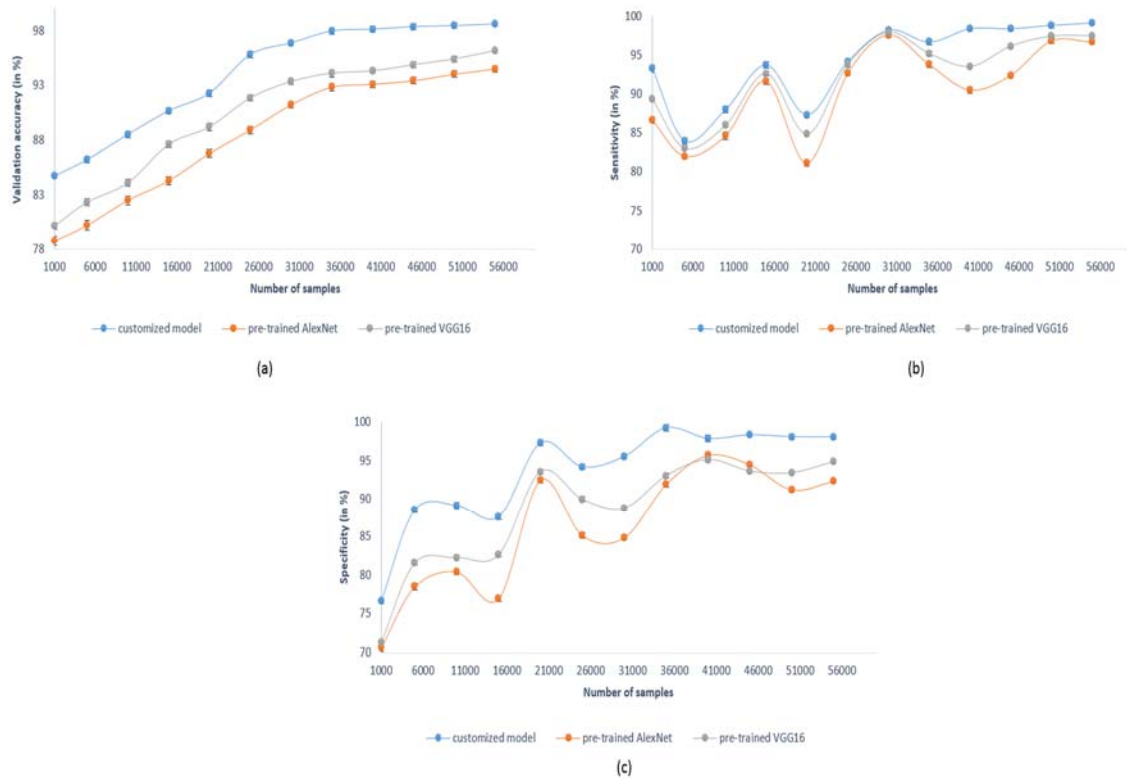 98
93
88
83
78
Validation accuracy (in %)
1000 6000 11000 16000 21000 26000 31000 36000 41000 46000 51000 56000
Number of samples
customized model pre-trained AlexNet pre-trained VGG16
(a)
100
95
90
85
80
75
70
Sensitivity (in %)
1000 6000 11000 16000 21000 26000 31000 36000 41000 46000 51000 56000
Number of samples
customized model pre-trained AlexNet pre-trained VGG16
(b)
100
95
90
85
80
75
70
Specificity (in %)
1000 6000 11000 16000 21000 26000 31000 36000 41000 46000 51000 56000
Number of samples
customized model pre-trained AlexNet pre-trained VGG16
(c)